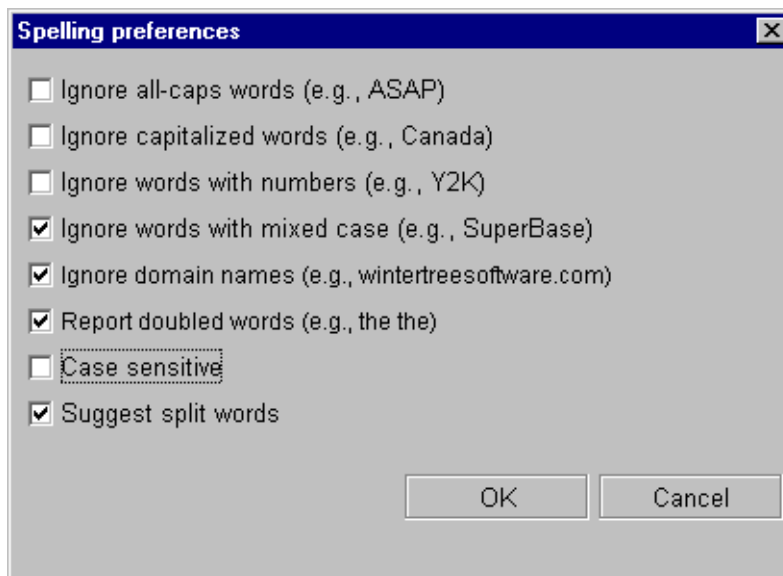 Spelling preferences
Ignore all-caps words (e.g., ASAP)
Ignore capitalized words (e.g., Canada)
Ignore words with numbers (e.g., Y2K)
Ignore words with mixed case (e.g., SuperBase)
Ignore domain names (e.g., wintertreesoftware.com)
Report doubled words (e.g., the the)
Case sensitive
Suggest split words
OK Cancel